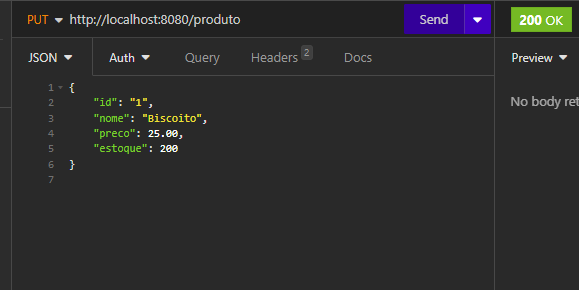 PUT http://localhost:8080/produto Send 200 OK
JSON Auth Query Headers 2 Docs Preview
1 {
2 "id": "1",
3 "nome": "Biscoito",
4 "preco": 25.00,
5 "estoque": 200
6 }
7
No body ret